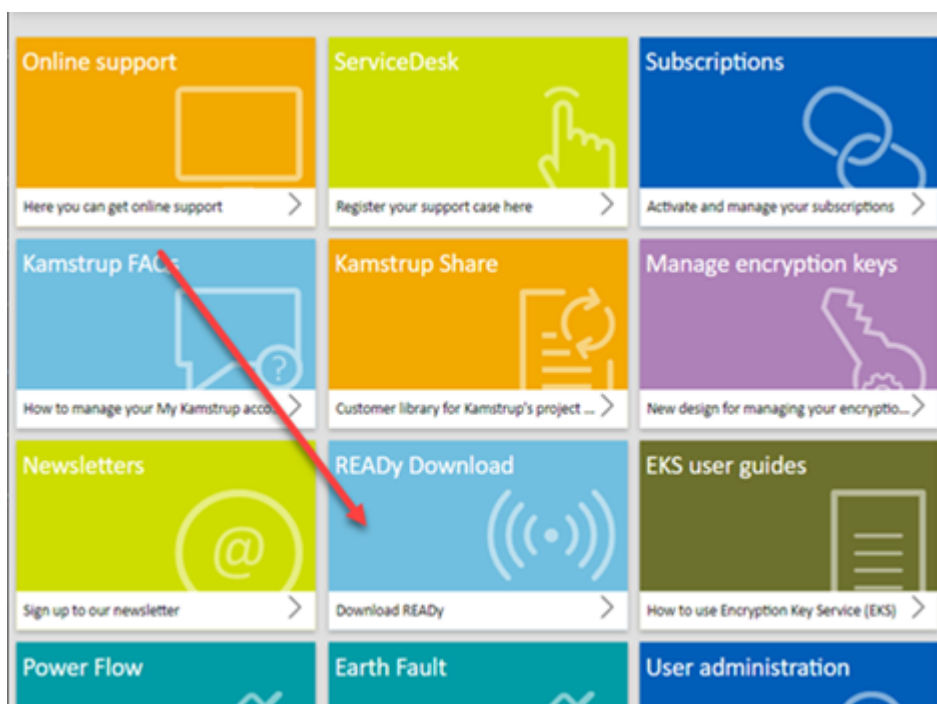 Online support
ServiceDesk
Subscriptions
Here you can get online support
Register your support case here
Activate and manage your subscriptions
Kamstrup FAQs
Kamstrup Share
Manage encryption keys
?
How to manage your My Kamstrup acco...
Customer library for Kamstrup's project ...
New design for managing your encryptio...
Newsletters
READy Download
EKS user guides
@
Sign up to our newsletter
Download READy
How to use Encryption Key Service (EKS)
Power Flow
Earth Fault
User administration